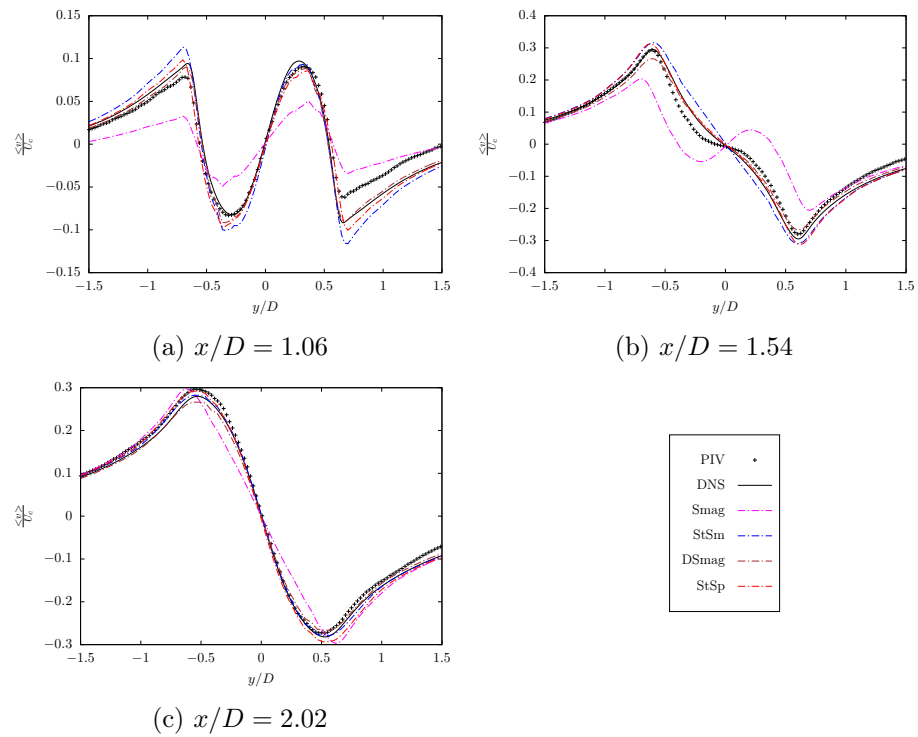 0.15
0.1
0.05
0
−0.05
−0.1
−0.15
<v>
U_c
−1.5 −1 −0.5 0 0.5 1 1.5
y/D
(a) x/D = 1.06
0.4
0.3
0.2
0.1
0
−0.1
−0.2
−0.3
−0.4
<v>
U_c
−1.5 −1 −0.5 0 0.5 1 1.5
y/D
(b) x/D = 1.54
0.3
0.2
0.1
0
−0.1
−0.2
−0.3
<v>
U_c
−1.5 −1 −0.5 0 0.5 1 1.5
y/D
(c) x/D = 2.02
PIV
DNS
Smag
StSm
DSmag
StSp